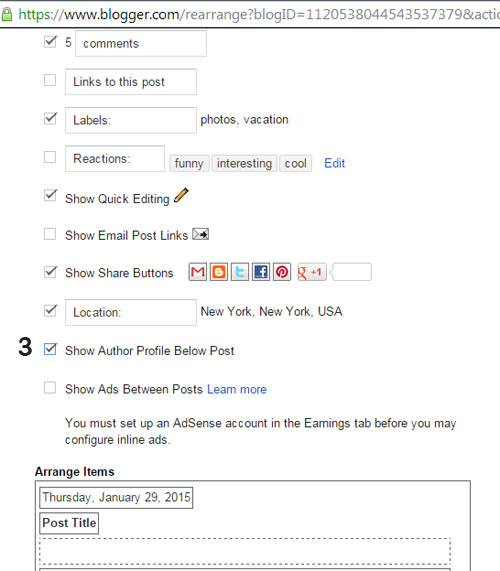 https://www.blogger.com/rearrange?blogID=1120538044543537379&actic
5 comments
Links to this post
Labels: photos, vacation
Reactions: funny interesting cool Edit
Show Quick Editing
Show Email Post Links
Show Share Buttons g +1
Location: New York, New York, USA
3 Show Author Profile Below Post
Show Ads Between Posts Learn more
You must set up an AdSense account in the Earnings tab before you may
configure inline ads.
Arrange Items
Thursday, January 29, 2015
Post Title